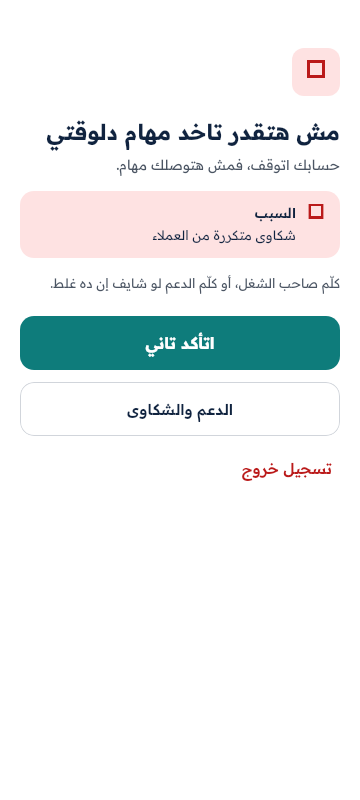 مش هتقدر تاخد مهام دلوقتي
حسابك اتوقف، فمش هتوصلك مهام.
السبب
شكاوى متكررة من العملاء
كلّم صاحب الشغل، أو كلّم الدعم لو شايف إن ده غلط.
اتأكد تاني
الدعم والشكاوى
تسجيل خروج